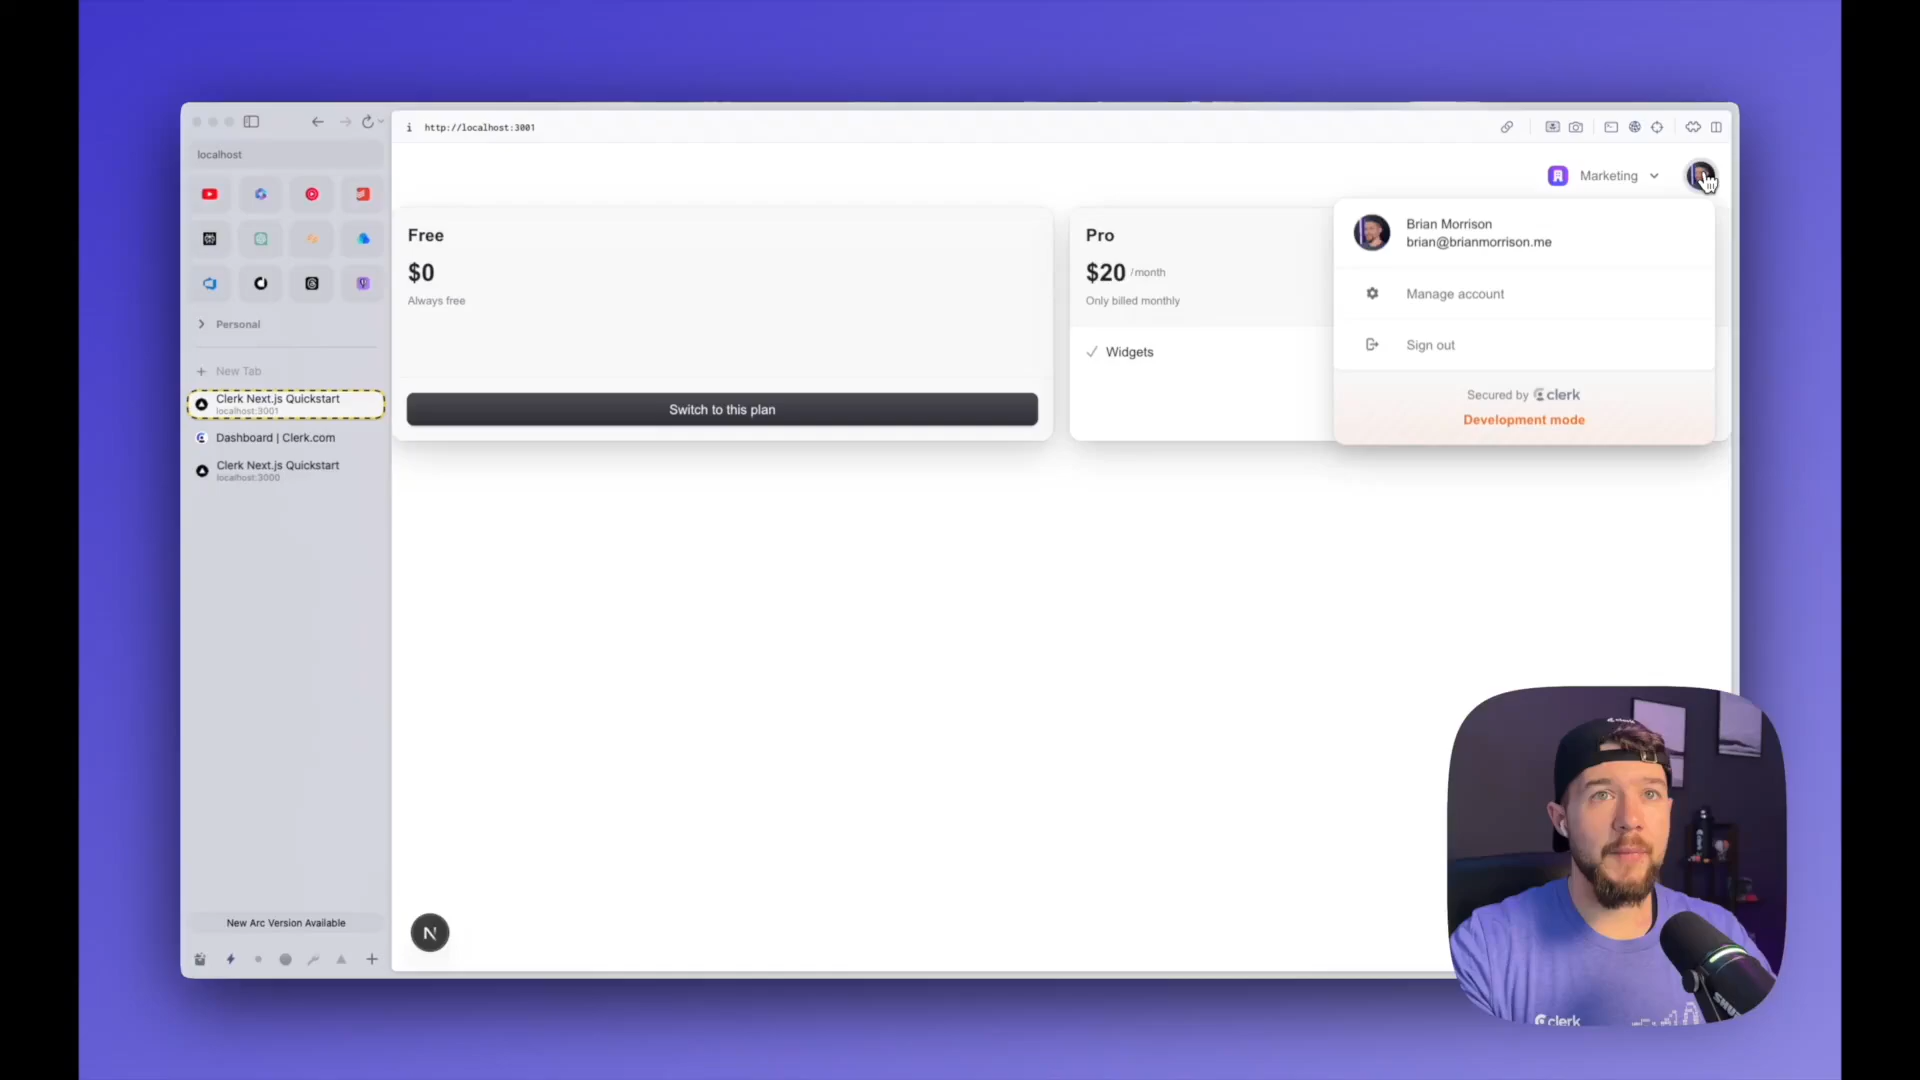 localhost
i http://localhost:3001
Marketing
Free
$0
Always free
Switch to this plan
Pro
$20 /month
Only billed monthly
Widgets
Brian Morrison
brian@brianmorrison.me
Manage account
Sign out
Secured by clerk
Development mode
Personal
New Tab
Clerk Next.js Quickstart
localhost:3001
Dashboard | Clerk.com
Clerk Next.js Quickstart
localhost:3000
New Arc Version Available
N
clerk
clerk
SHURE
clerk